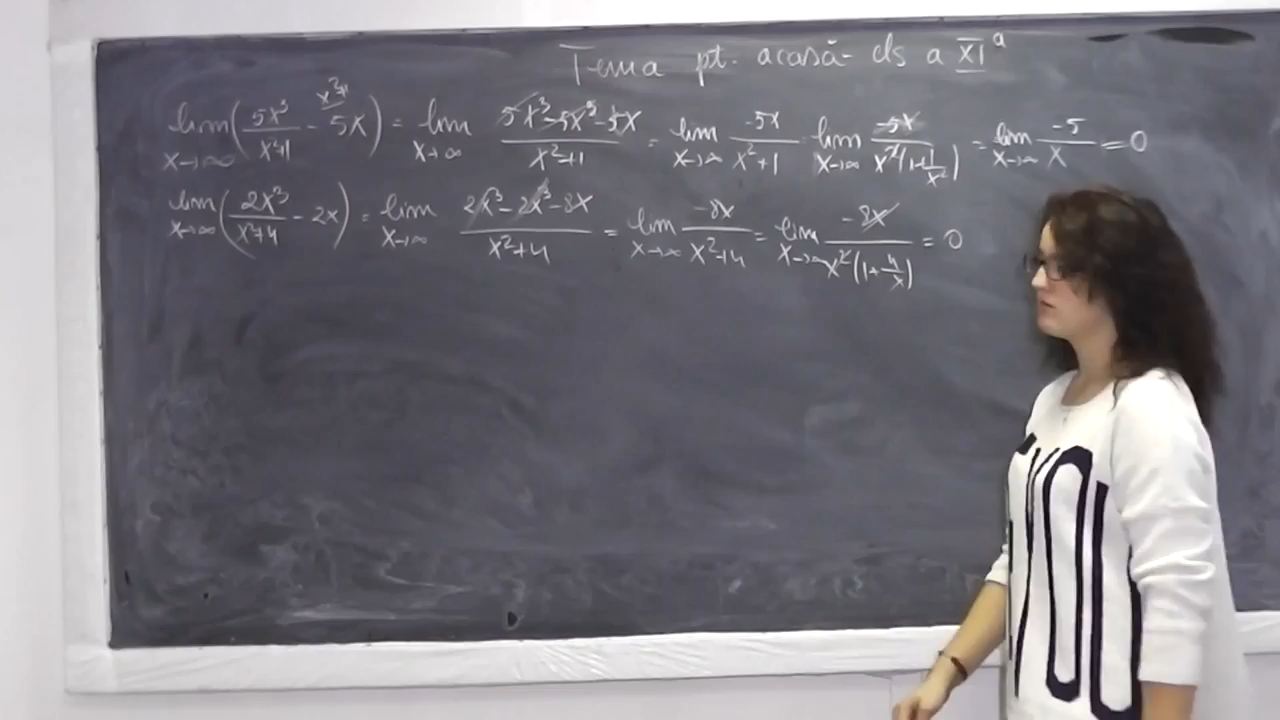 Tema pt. acasă - cls a XI ª
lim x→∞ (5x³/x²+1 - x²+1 5x) = lim x→∞ 5x³-5x³-5x/x²+1 = lim x→∞ -5x/x²+1 lim x→∞ -5x/x²(1+1/x²) = lim x→∞ -5/x = 0
lim x→∞ (2x³/x²+4 - 2x) = lim x→∞ 2x³-2x³-8x/x²+4 = lim x→∞ -8x/x²+4 = lim x→∞ -8x/x²(1+4/x) = 0